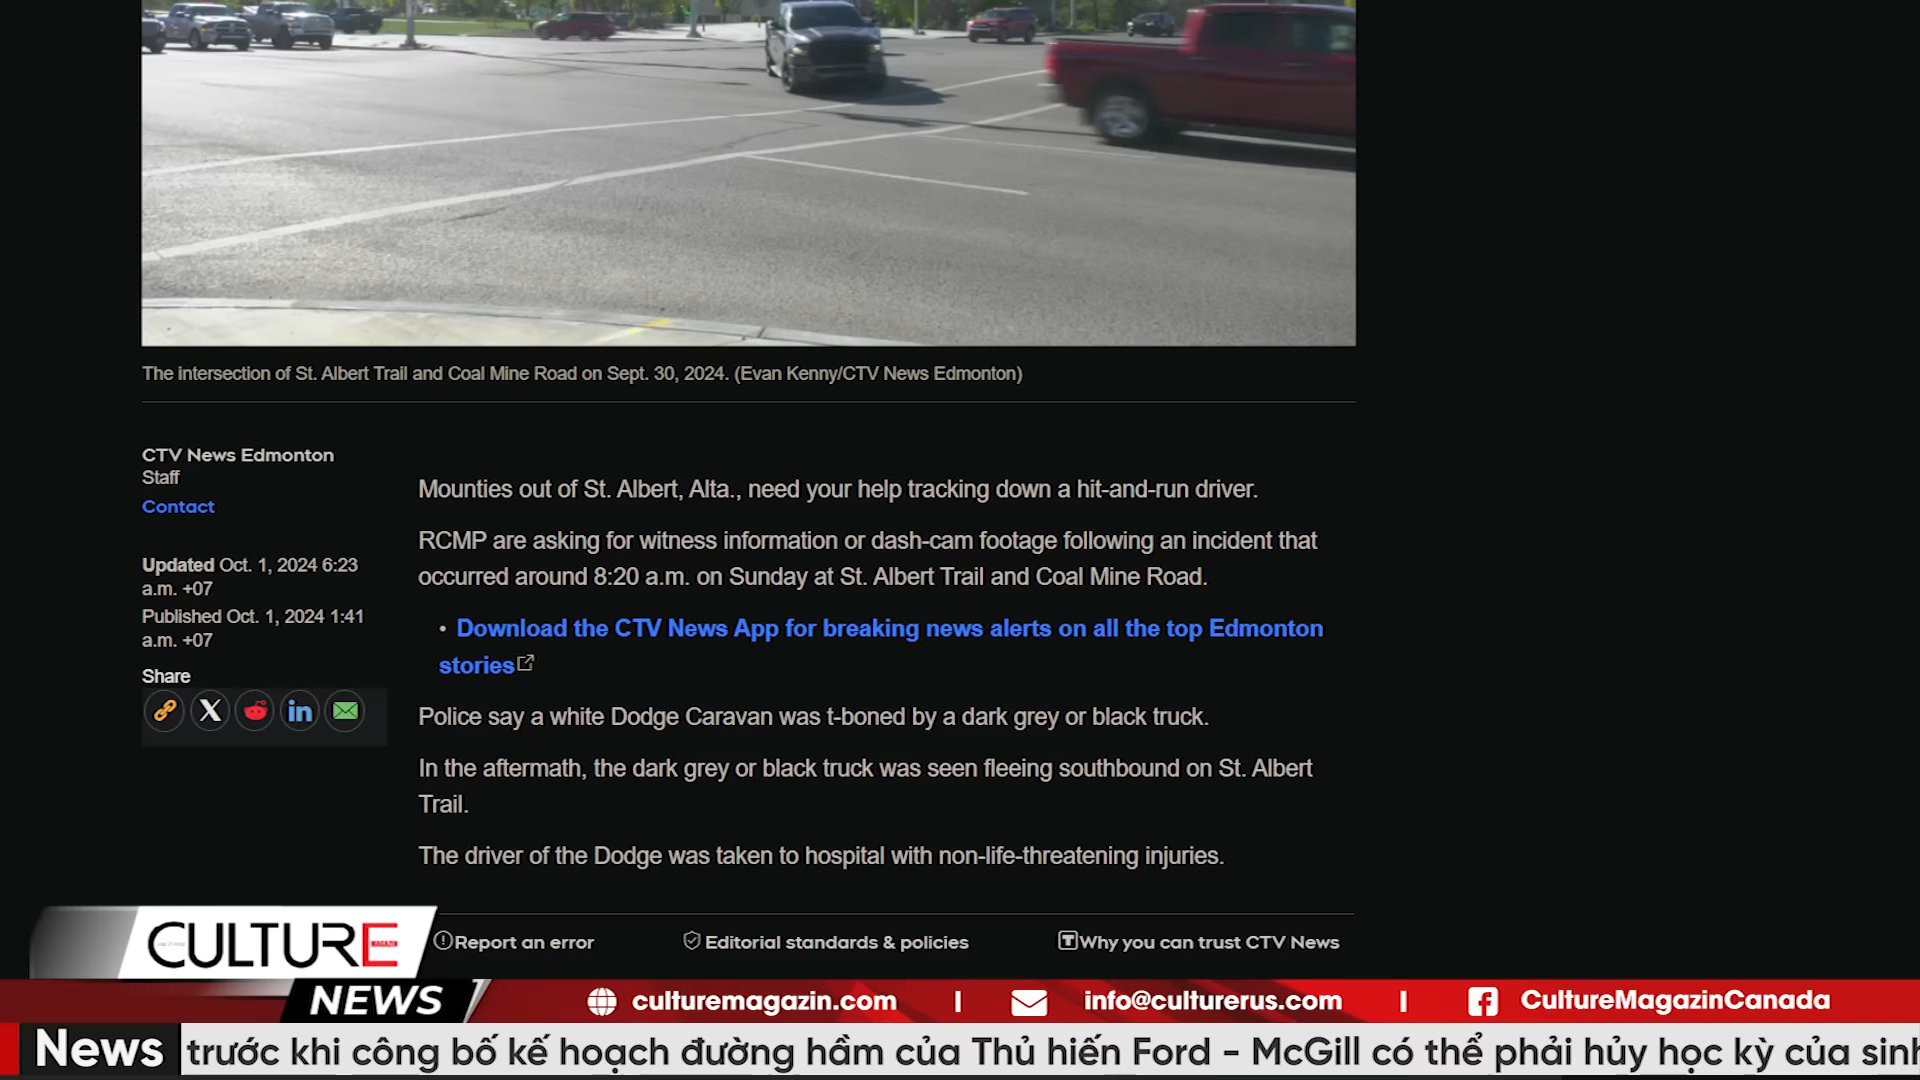 The intersection of St. Albert Trail and Coal Mine Road on Sept. 30, 2024. (Evan Kenny/CTV News Edmonton)
CTV News Edmonton
Staff
Contact
Updated Oct. 1, 2024 6:23
a.m. +07
Published Oct. 1, 2024 1:41
a.m. +07
Share
Mounties out of St. Albert, Alta., need your help tracking down a hit-and-run driver.
RCMP are asking for witness information or dash-cam footage following an incident that
occurred around 8:20 a.m. on Sunday at St. Albert Trail and Coal Mine Road.
• Download the CTV News App for breaking news alerts on all the top Edmonton
stories
Police say a white Dodge Caravan was t-boned by a dark grey or black truck.
In the aftermath, the dark grey or black truck was seen fleeing southbound on St. Albert
Trail.
The driver of the Dodge was taken to hospital with non-life-threatening injuries.
Report an error
Editorial standards & policies
Why you can trust CTV News
CULTURE
NEWS
culturemagazin.com | info@culturerus.com | CultureMagazinCanada
News
trước khi công bố kế hoạch đường hầm của Thủ hiến Ford - McGill có thể phải hủy học kỳ của sinh